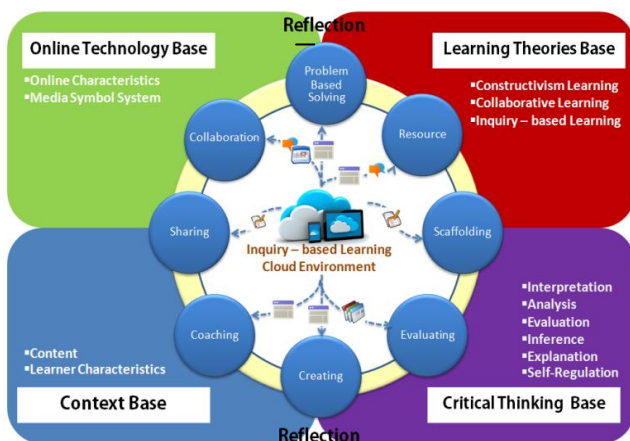 Reflection
Online Technology Base
▪Online Characteristics
▪Media Symbol System
Learning Theories Base
▪Constructivism Learning
▪Collaborative Learning
▪Inquiry – based Learning
Problem
Based
Solving
Collaboration
Resource
Sharing
Scaffolding
Inquiry – based Learning
Cloud Environment
Coaching
Evaluating
Creating
▪Content
▪Learner Characteristics
Context Base
▪Interpretation
▪Analysis
▪Evaluation
▪Inference
▪Explanation
▪Self-Regulation
Critical Thinking Base
Reflection